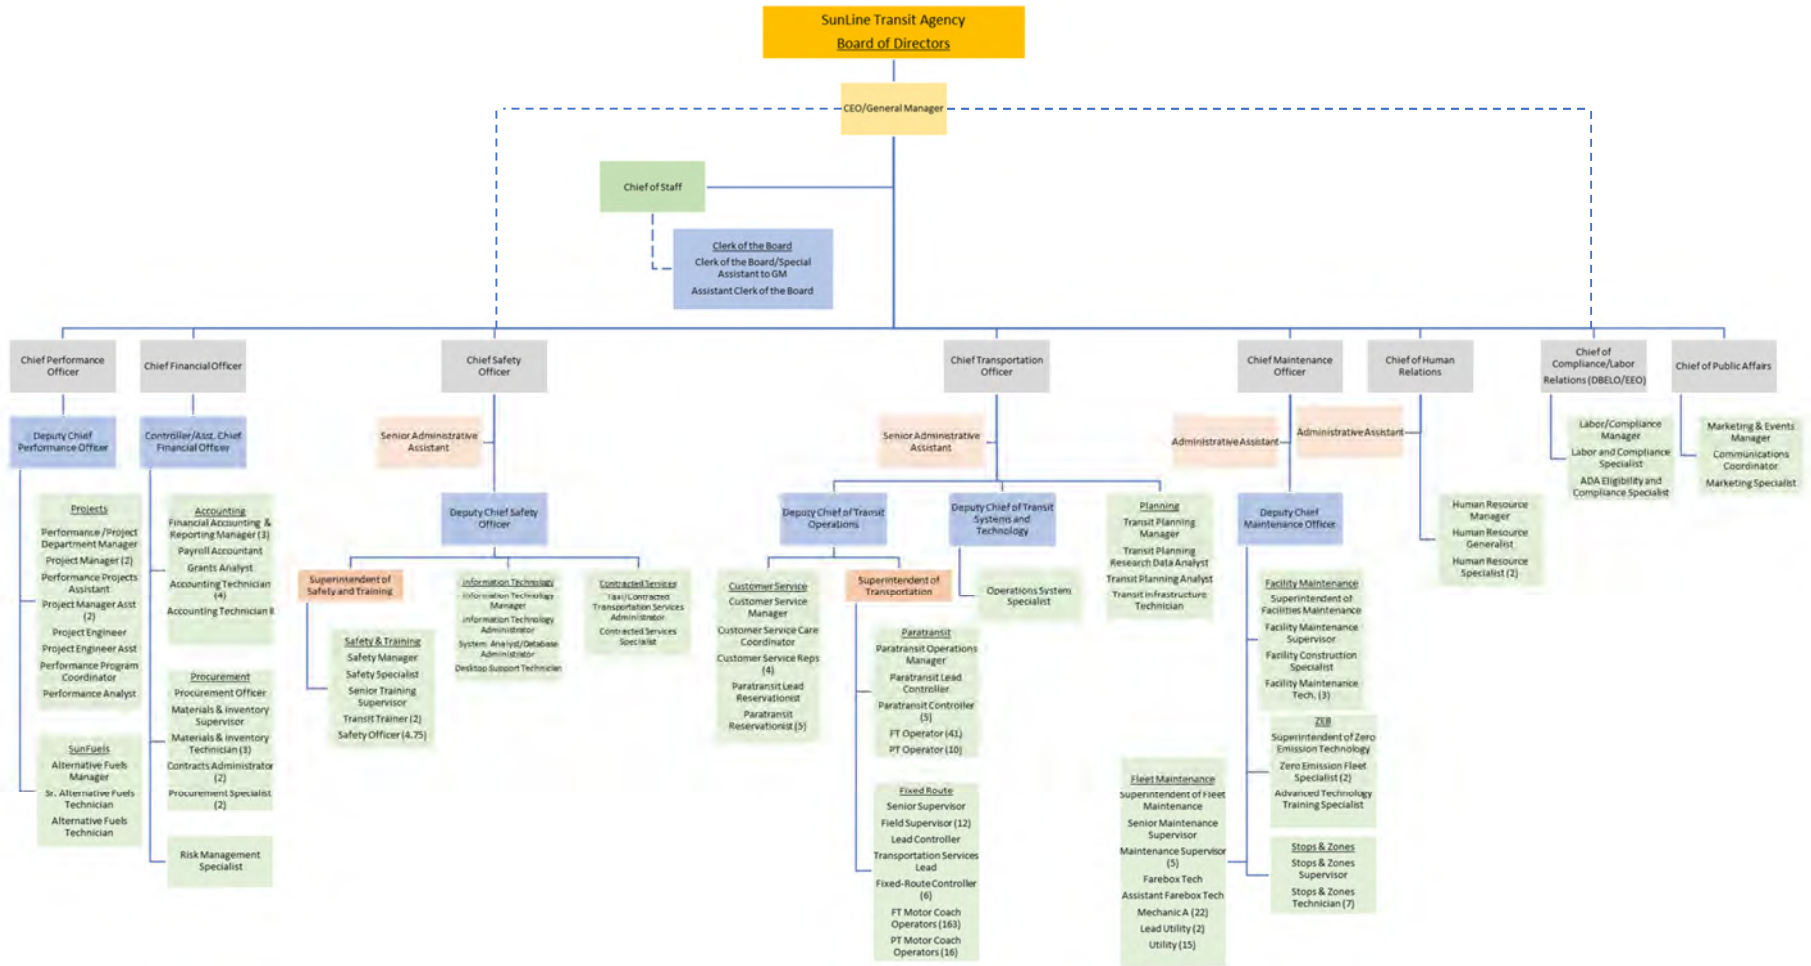 SunLine Transit Agency
Board of Directors
CEO/General Manager
Chief of Staff
Clerk of the Board
Clerk of the Board/Special
Assistant to GM
Assistant Clerk of the Board
Chief Performance
Officer
Chief Financial Officer
Chief Safety
Officer
Chief Transportation
Officer
Chief Maintenance
Officer
Chief of Human
Relations
Chief of
Compliance/Labor
Relations (DBELO/EEO)
Chief of Public Affairs
Deputy Chief
Performance Officer
Controller/Asst. Chief
Financial Officer
Senior Administrative
Assistant
Senior Administrative
Assistant
Administrative Assistant
Administrative Assistant
Labor/Compliance
Manager
Labor and Compliance
Specialist
ADA Eligibility and
Compliance Specialist
Marketing & Events
Manager
Communications
Coordinator
Marketing Specialist
Projects
Performance /Project
Department Manager
Project Manager (2)
Performance Projects
Assistant
Project Manager Asst
(2)
Project Engineer
Project Engineer Asst
Performance Program
Coordinator
Performance Analyst
SunFuels
Alternative Fuels
Manager
Sr. Alternative Fuels
Technician
Alternative Fuels
Technician
Accounting
Financial Accounting &
Reporting Manager (3)
Payroll Accountant
Grants Analyst
Accounting Technician
(4)
Accounting Technician II
Procurement
Procurement Officer
Materials & Inventory
Supervisor
Materials & Inventory
Technician (3)
Contracts Administrator
(2)
Procurement Specialist
(2)
Risk Management
Specialist
Deputy Chief Safety
Officer
Superintendent of
Safety and Training
Safety & Training
Safety Manager
Safety Specialist
Senior Training
Supervisor
Transit Trainer (2)
Safety Officer (4.75)
Information Technology
Information Technology
Manager
Information Technology
Administrator
System Analyst/Database
Administrator
Desktop Support Technician
Contracted Services
Taxi/Contracted
Transportation Services
Administrator
Contracted Services
Specialist
Deputy Chief of Transit
Operations
Deputy Chief of Transit
Systems and
Technology
Planning
Transit Planning
Manager
Transit Planning
Research Data Analyst
Transit Planning Analyst
Transit Infrastructure
Technician
Customer Service
Customer Service
Manager
Customer Service Care
Coordinator
Customer Service Reps
(4)
Paratransit Lead
Reservationist
Paratransit
Reservationist (5)
Superintendent of
Transportation
Operations System
Specialist
Paratransit
Paratransit Operations
Manager
Paratransit Lead
Controller
Paratransit Controller
(5)
FT Operator (41)
PT Operator (10)
Fixed Route
Senior Supervisor
Field Supervisor (12)
Lead Controller
Transportation Services
Lead
Fixed-Route Controller
(6)
FT Motor Coach
Operators (163)
PT Motor Coach
Operators (16)
Deputy Chief
Maintenance Officer
Facility Maintenance
Superintendent of
Facilities Maintenance
Facility Maintenance
Supervisor
Facility Construction
Specialist
Facility Maintenance
Tech. (3)
ZEB
Superintendent of Zero
Emission Technology
Zero Emission Fleet
Specialist (2)
Advanced Technology
Training Specialist
Stops & Zones
Stops & Zones
Supervisor
Stops & Zones
Technician (7)
Fleet Maintenance
Superintendent of Fleet
Maintenance
Senior Maintenance
Supervisor
Maintenance Supervisor
(5)
Farebox Tech
Assistant Farebox Tech
Mechanic A (22)
Lead Utility (2)
Utility (15)
Human Resource
Manager
Human Resource
Generalist
Human Resource
Specialist (2)